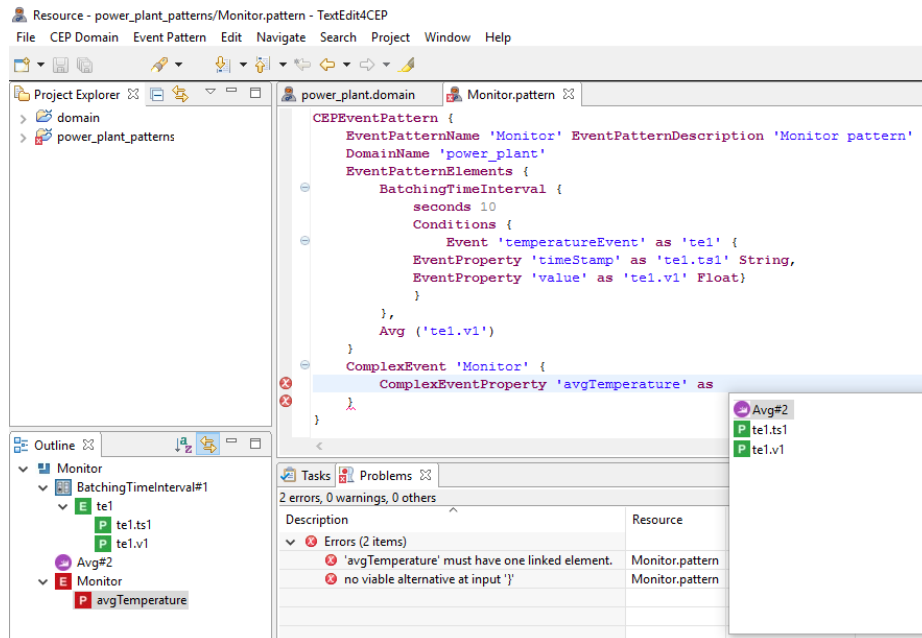 Resource - power_plant_patterns/Monitor.pattern - TextEdit4CEP
File CEP Domain Event Pattern Edit Navigate Search Project Window Help
Project Explorer
domain
power_plant_patterns
power_plant.domain
Monitor.pattern
CEPEventPattern {
EventPatternName 'Monitor' EventPatternDescription 'Monitor pattern'
DomainName 'power_plant'
EventPatternElements {
BatchingTimeInterval {
seconds 10
Conditions {
Event 'temperatureEvent' as 'te1' {
EventProperty 'timeStamp' as 'te1.ts1' String,
EventProperty 'value' as 'te1.v1' Float}
}
},
Avg ('te1.v1')
}
ComplexEvent 'Monitor' {
ComplexEventProperty 'avgTemperature' as
}
}
Avg#2
P te1.ts1
P te1.v1
Outline
Monitor
BatchingTimeInterval#1
E te1
P te1.ts1
P te1.v1
Avg#2
E Monitor
P avgTemperature
Tasks Problems
2 errors, 0 warnings, 0 others
Description Resource
Errors (2 items)
'avgTemperature' must have one linked element. Monitor.pattern
no viable alternative at input '}' Monitor.pattern